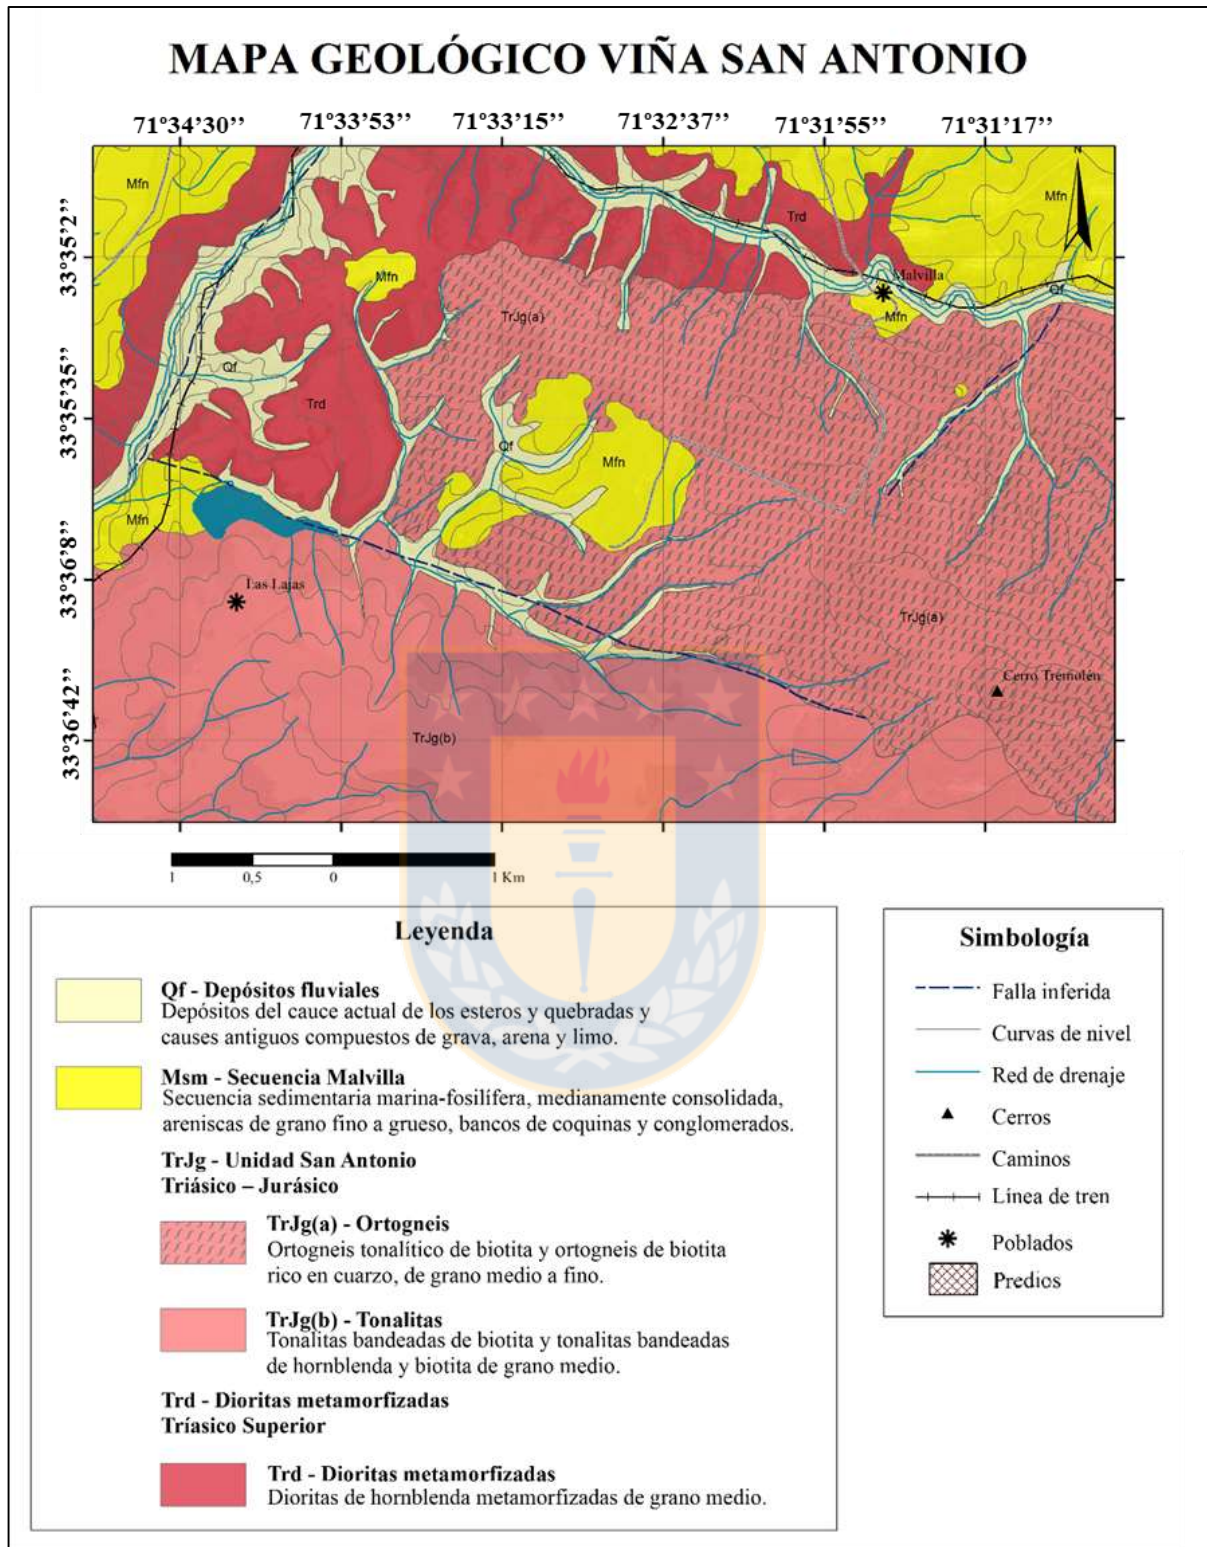 MAPA GEOLÓGICO VIÑA SAN ANTONIO
71°34’30’’ 71°33’53’’ 71°33’15’’ 71°32’37’’ 71°31’55’’ 71°31’17’’
33°35’2’’
33°35’35’’
33°36’8’’
33°36’42’’
N
Mfn
Mfn
Trd
Mfn
Malvilla
Qf
Mfn
TrJg(a)
Mfn
Qf
Trd
Qf
Mfn
Mfn
Las Lajas
TrJg(a)
Cerro Tremolén
TrJg(b)
1 0,5 0 1 Km
Leyenda
Qf - Depósitos fluviales
Depósitos del cauce actual de los esteros y quebradas y
causes antiguos compuestos de grava, arena y limo.
Msm - Secuencia Malvilla
Secuencia sedimentaria marina-fosilífera, medianamente consolidada,
areniscas de grano fino a grueso, bancos de coquinas y conglomerados.
TrJg - Unidad San Antonio
Triásico – Jurásico
TrJg(a) - Ortogneis
Ortogneis tonalítico de biotita y ortogneis de biotita
rico en cuarzo, de grano medio a fino.
TrJg(b) - Tonalitas
Tonalitas bandeadas de biotita y tonalitas bandeadas
de hornblenda y biotita de grano medio.
Trd - Dioritas metamorfizadas
Tríasico Superior
Trd - Dioritas metamorfizadas
Dioritas de hornblenda metamorfizadas de grano medio.
Simbología
Falla inferida
Curvas de nivel
Red de drenaje
Cerros
Caminos
Línea de tren
Poblados
Predios